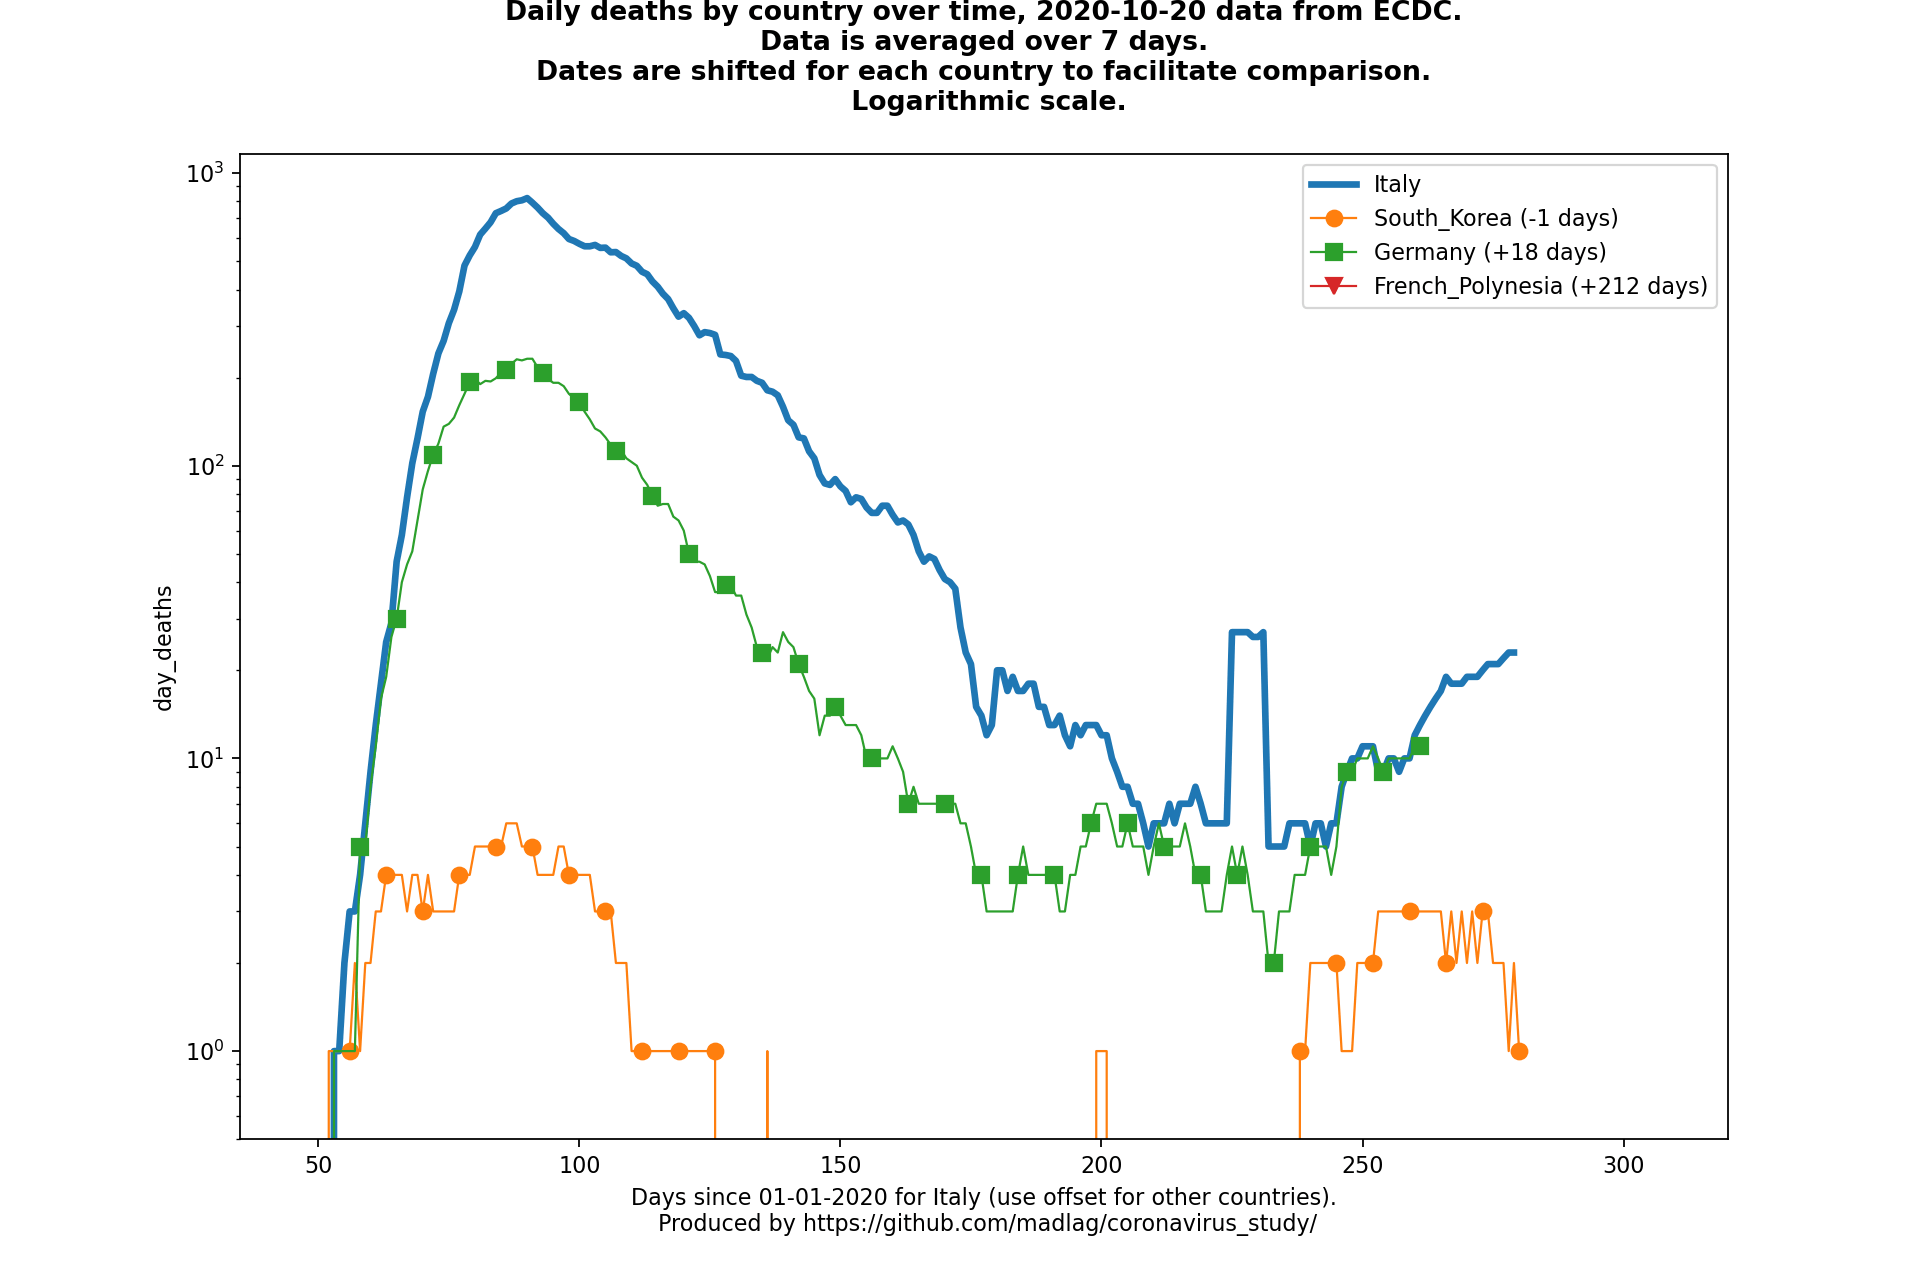 Daily deaths by country over time, 2020-10-20 data from ECDC.
Data is averaged over 7 days.
Dates are shifted for each country to facilitate comparison.
Logarithmic scale.
10³
10²
10¹
10⁰
day_deaths
Italy
South_Korea (-1 days)
Germany (+18 days)
French_Polynesia (+212 days)
50 100 150 200 250 300
Days since 01-01-2020 for Italy (use offset for other countries).
Produced by https://github.com/madlag/coronavirus_study/